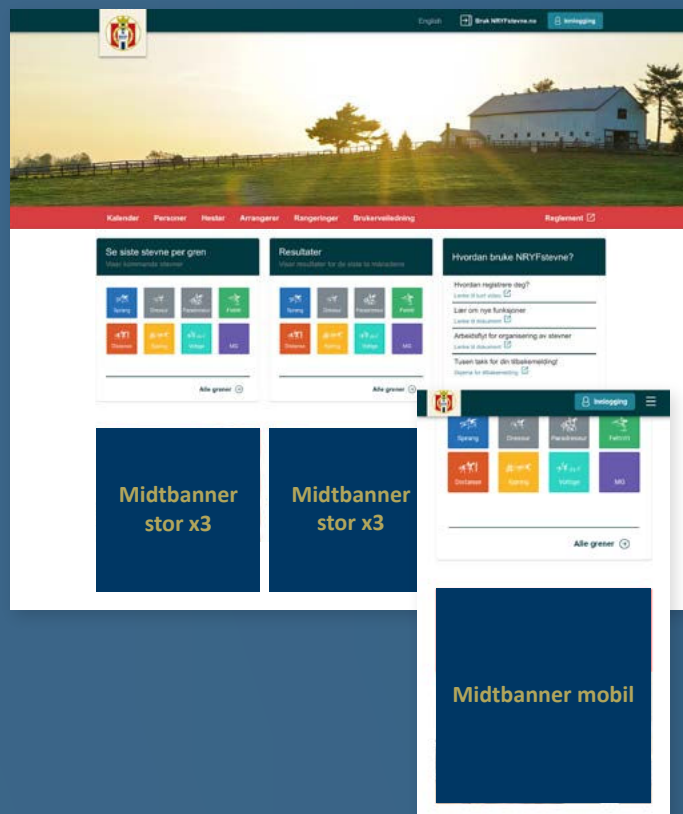 English
Bruk NRYFstevne.no
Innlogging
Kalender Personer Hester Arrangører Rangeringer Brukerveiledning
Reglement
Se siste stevne per gren
Viser kommende stevner
Sprang Dressur Paradressur Feltritt
Distanse Kjøring Voltige MG
Alle grener
Resultater
Viser resultater for de siste to månedene
Sprang Dressur Paradressur Feltritt
Distanse Kjøring Voltige MG
Alle grener
Hvordan bruke NRYFstevne?
Hvordan registrere deg?
Lenke til kort video
Lær om nye funksjoner
Lenke til dokument
Arbeidsflyt for organisering av stevner
Lenke til dokument
Tusen takk for din tilbakemelding!
Skjema for tilbakemelding
Midtbanner
stor x3
Midtbanner
stor x3
Innlogging
Sprang Dressur Paradressur Feltritt
Distanse Kjøring Voltige MG
Alle grener
Midtbanner mobil